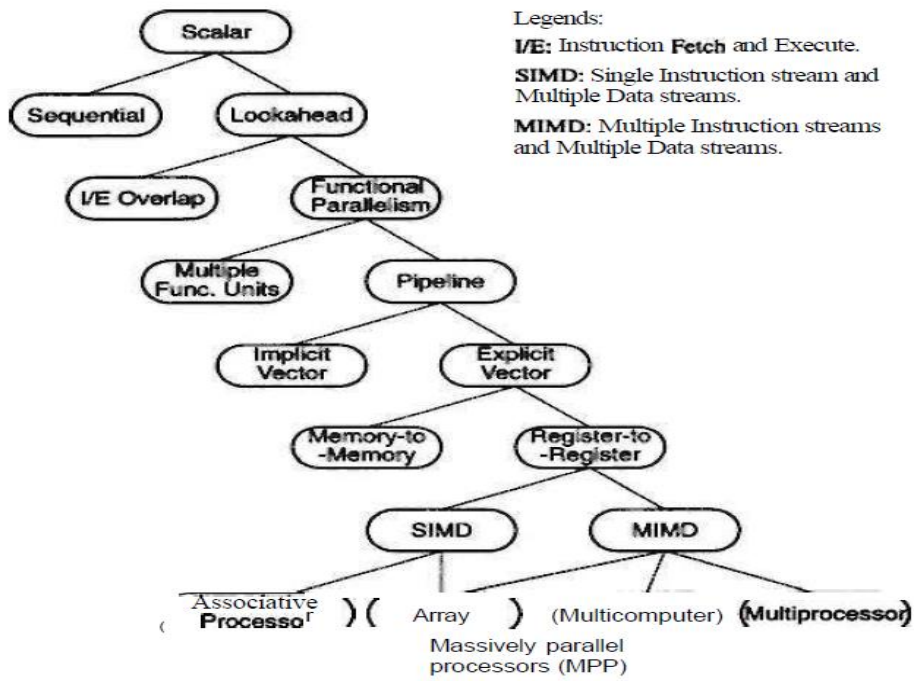 Scalar
Legends:
I/E: Instruction Fetch and Execute.
SIMD: Single Instruction stream and
Multiple Data streams.
MIMD: Multiple Instruction streams
and Multiple Data streams.
Sequential
Lookahead
I/E Overlap
Functional
Parallelism
Multiple
Func. Units
Pipeline
Implicit
Vector
Explicit
Vector
Memory-to
-Memory
Register-to
-Register
SIMD
MIMD
( Associative
Processor )
( Array )
(Multicomputer)
(Multiprocessor)
Massively parallel
processors (MPP)